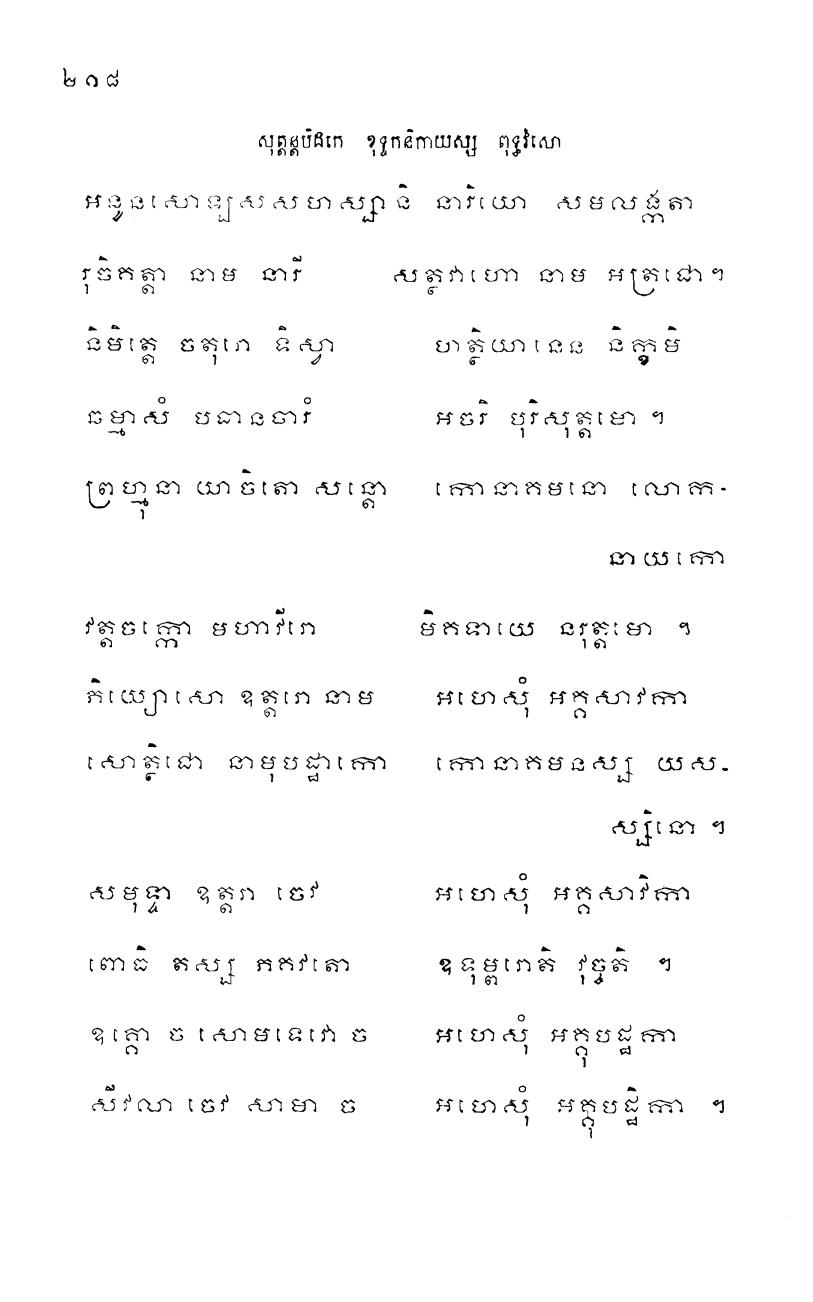 ២១៨
សុត្តន្តបិដកេ ខុទ្ទកនិកាយស្ស ពុទ្ធវំសោ
អនូនសោឡសសហស្សានិ នារិយោ សមលង្កតា
រុចិគត្តា នាម នារី សត្ថវាហោ នាម អត្រជោ។
និមិត្តេ ចតុរោ ទិស្វា ហត្ថិយានេន និក្ខមិ
ឆម្មាសំ បធានចារំ អចរិ បុរិសុត្តមោ ។
ព្រហ្មុនា យាចិតោ សន្តោ កោនាគមនោ លោក-
នាយកោ
វត្តចក្កោ មហាវីរោ មិគទាយេ នរុត្តមោ ។
ភិយ្យោសោ ឧត្តរោ នាម អហេសុំ អគ្គសាវកា
សោត្ថិជោ នាមុបដ្ឋាកោ កោនាគមនស្ស យស-
ស្សិនោ ។
សមុទ្ទា ឧត្តរា ចេវ អហេសុំ អគ្គសាវិកា
ពោធិ តស្ស ភគវតោ ឧទុម្ពរោតិ វុច្ចតិ ។
ឧគ្គោ ច សោមទេវោ ច អហេសុំ អគ្គុបដ្ឋកា
សីវលា ចេវ សាមា ច អហេសុំ អគ្គុបដ្ឋិកា ។